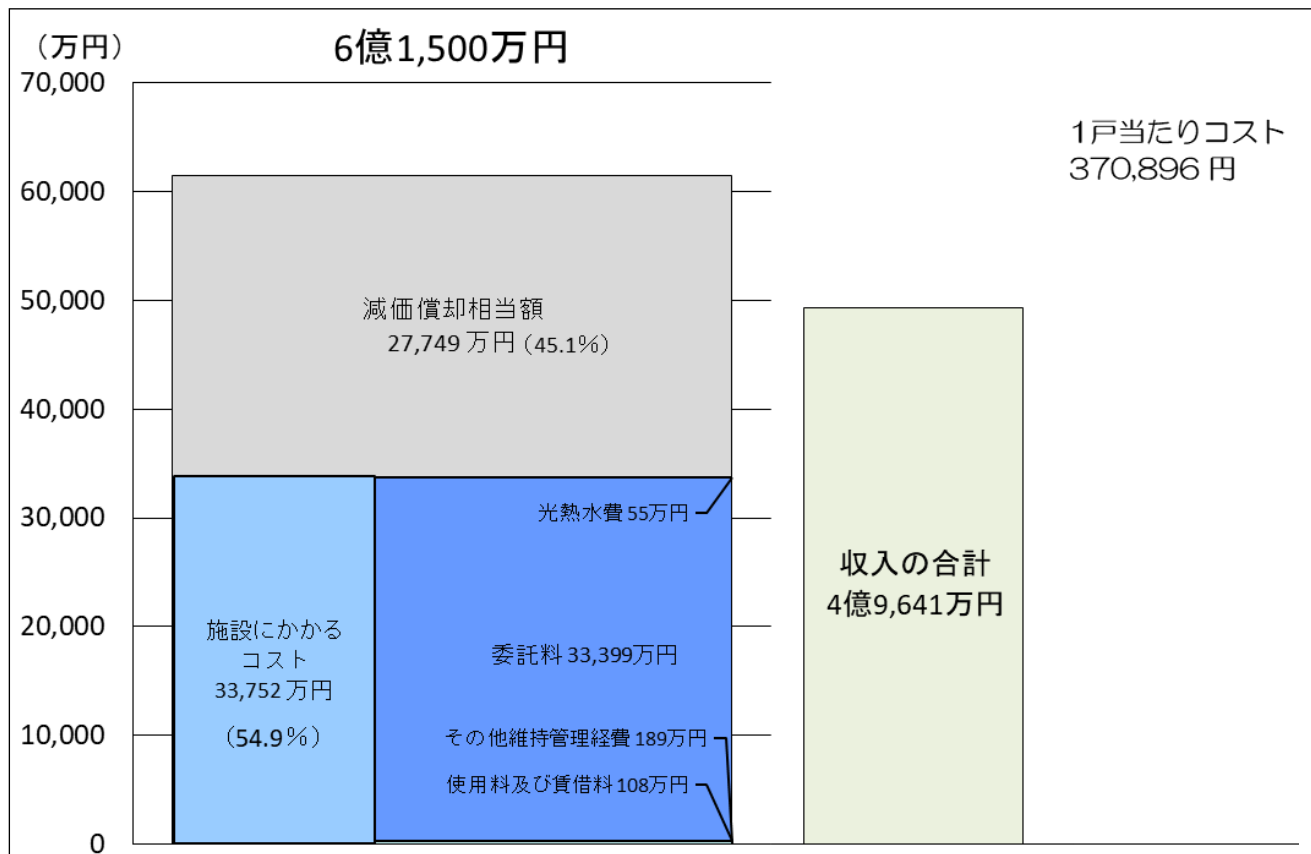 （万円）
6億1,500万円
70,000
60,000
50,000
40,000
30,000
20,000
10,000
0
1戸当たりコスト
370,896 円
減価償却相当額
27,749 万円（45.1%）
光熱水費 55万円
施設にかかる
コスト
33,752 万円
（54.9％）
委託料 33,399万円
その他維持管理経費 189万円
使用料及び賃借料 108万円
収入の合計
4億9,641万円